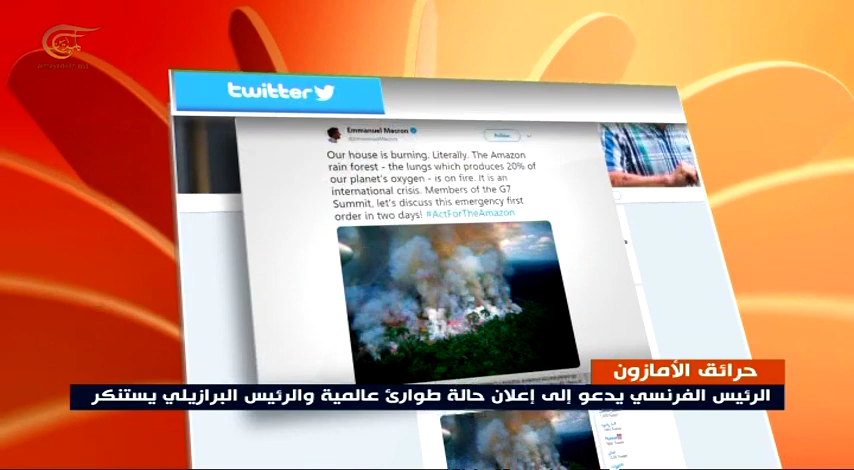 twitter
Emmanuel Macron
Our house is burning. Literally. The Amazon
rain forest - the lungs which produces 20% of
our planet's oxygen - is on fire. It is an
international crisis. Members of the G7
Summit, let's discuss this emergency first
order in two days! #ActForTheAmazon
حرائق الأمازون
الرئيس الفرنسي يدعو إلى إعلان حالة طوارئ عالمية والرئيس البرازيلي يستنكر